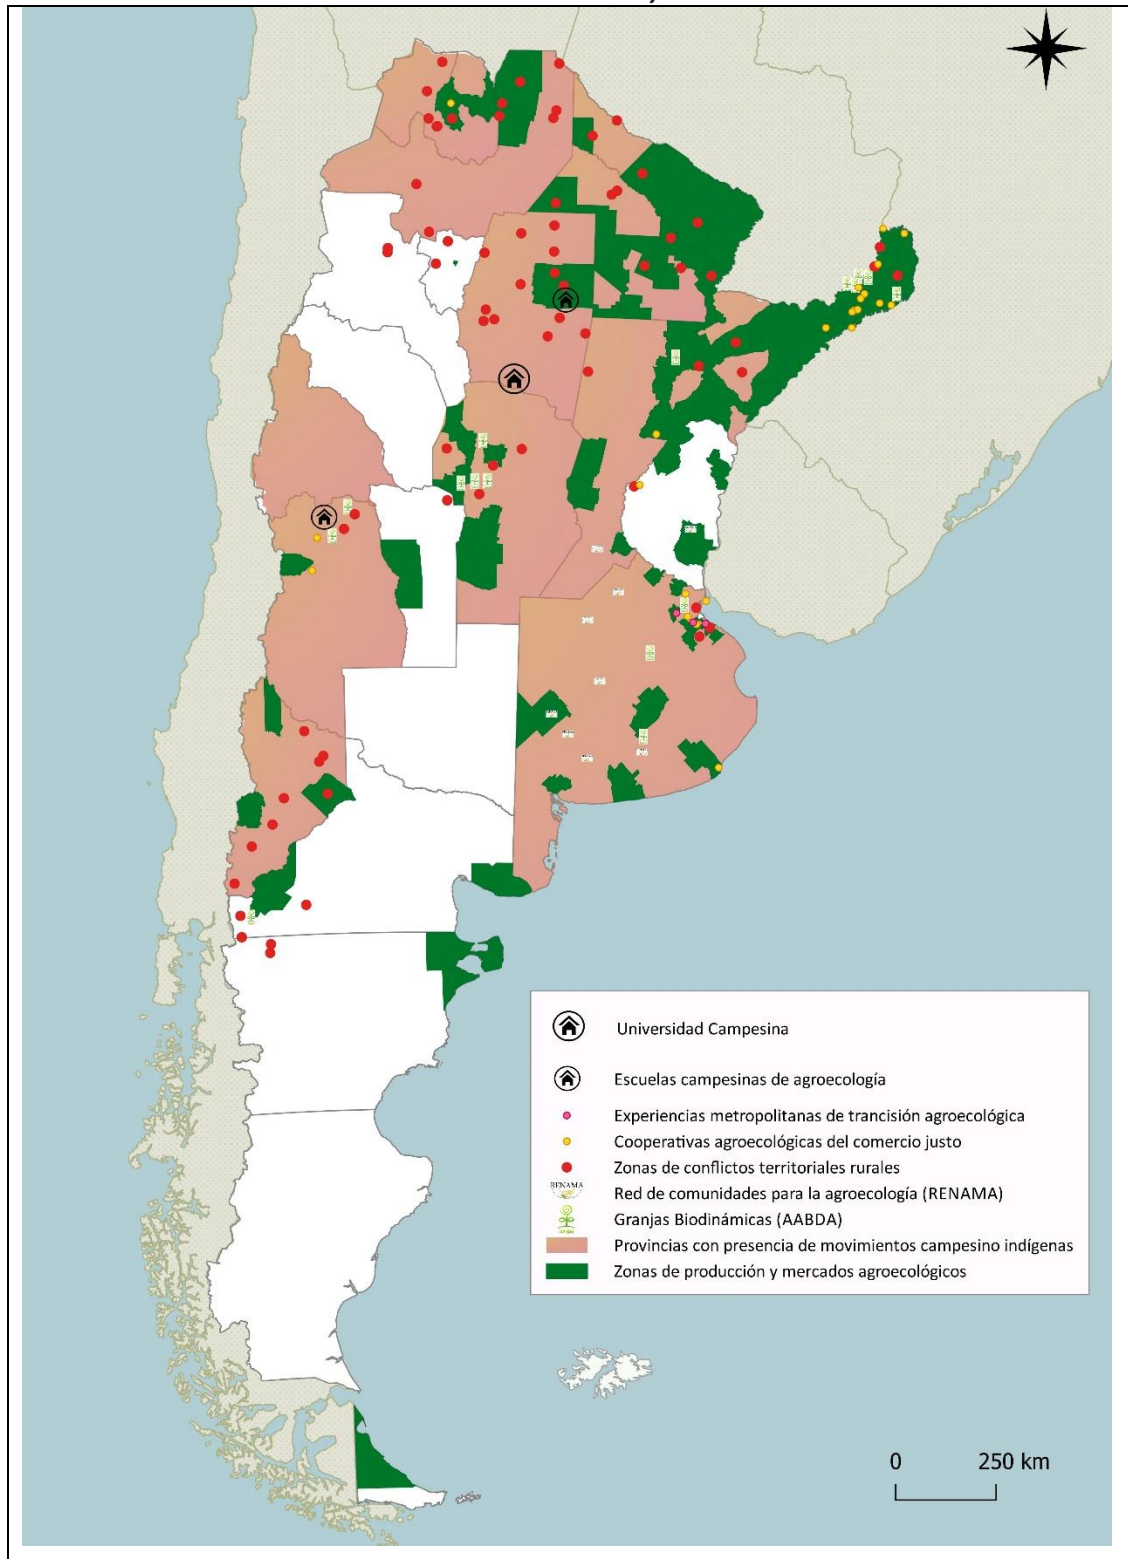 Universidad Campesina
Escuelas campesinas de agroecología
Experiencias metropolitanas de trancisión agroecológica
Cooperativas agroecológicas del comercio justo
Zonas de conflictos territoriales rurales
RENAMA
Red de comunidades para la agroecología (RENAMA)
Granjas Biodinámicas (AABDA)
Provincias con presencia de movimientos campesino indígenas
Zonas de producción y mercados agroecológicos
0 250 km